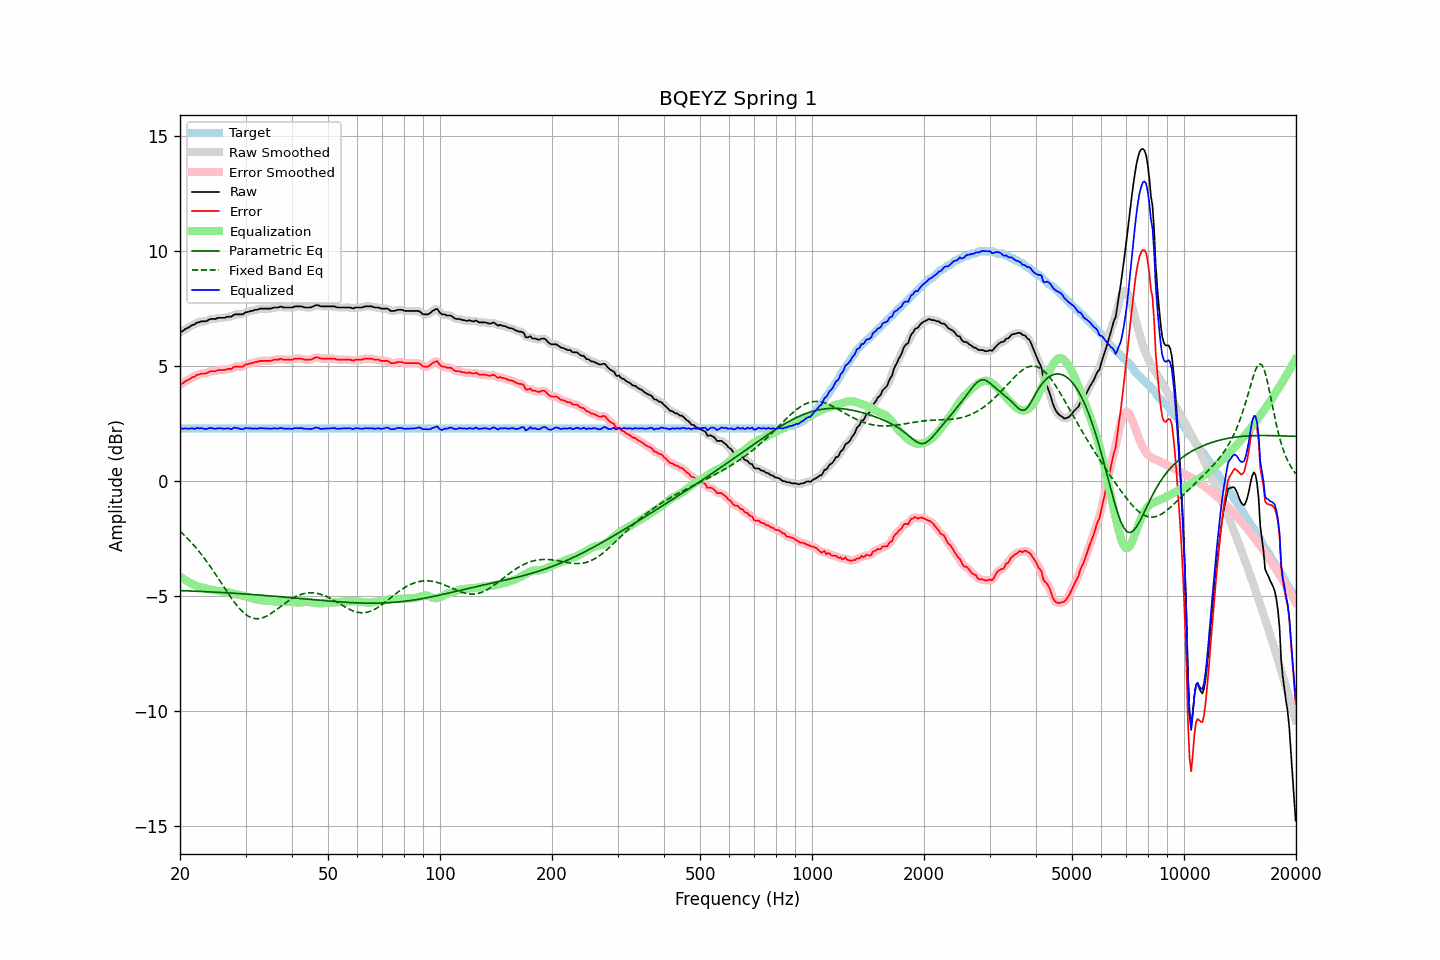 BQEYZ Spring 1
Target
Raw Smoothed
Error Smoothed
Raw
Error
Equalization
Parametric Eq
Fixed Band Eq
Equalized
15
10
5
0
−5
−10
−15
Amplitude (dBr)
20 50 100 200 500 1000 2000 5000 10000 20000
Frequency (Hz)